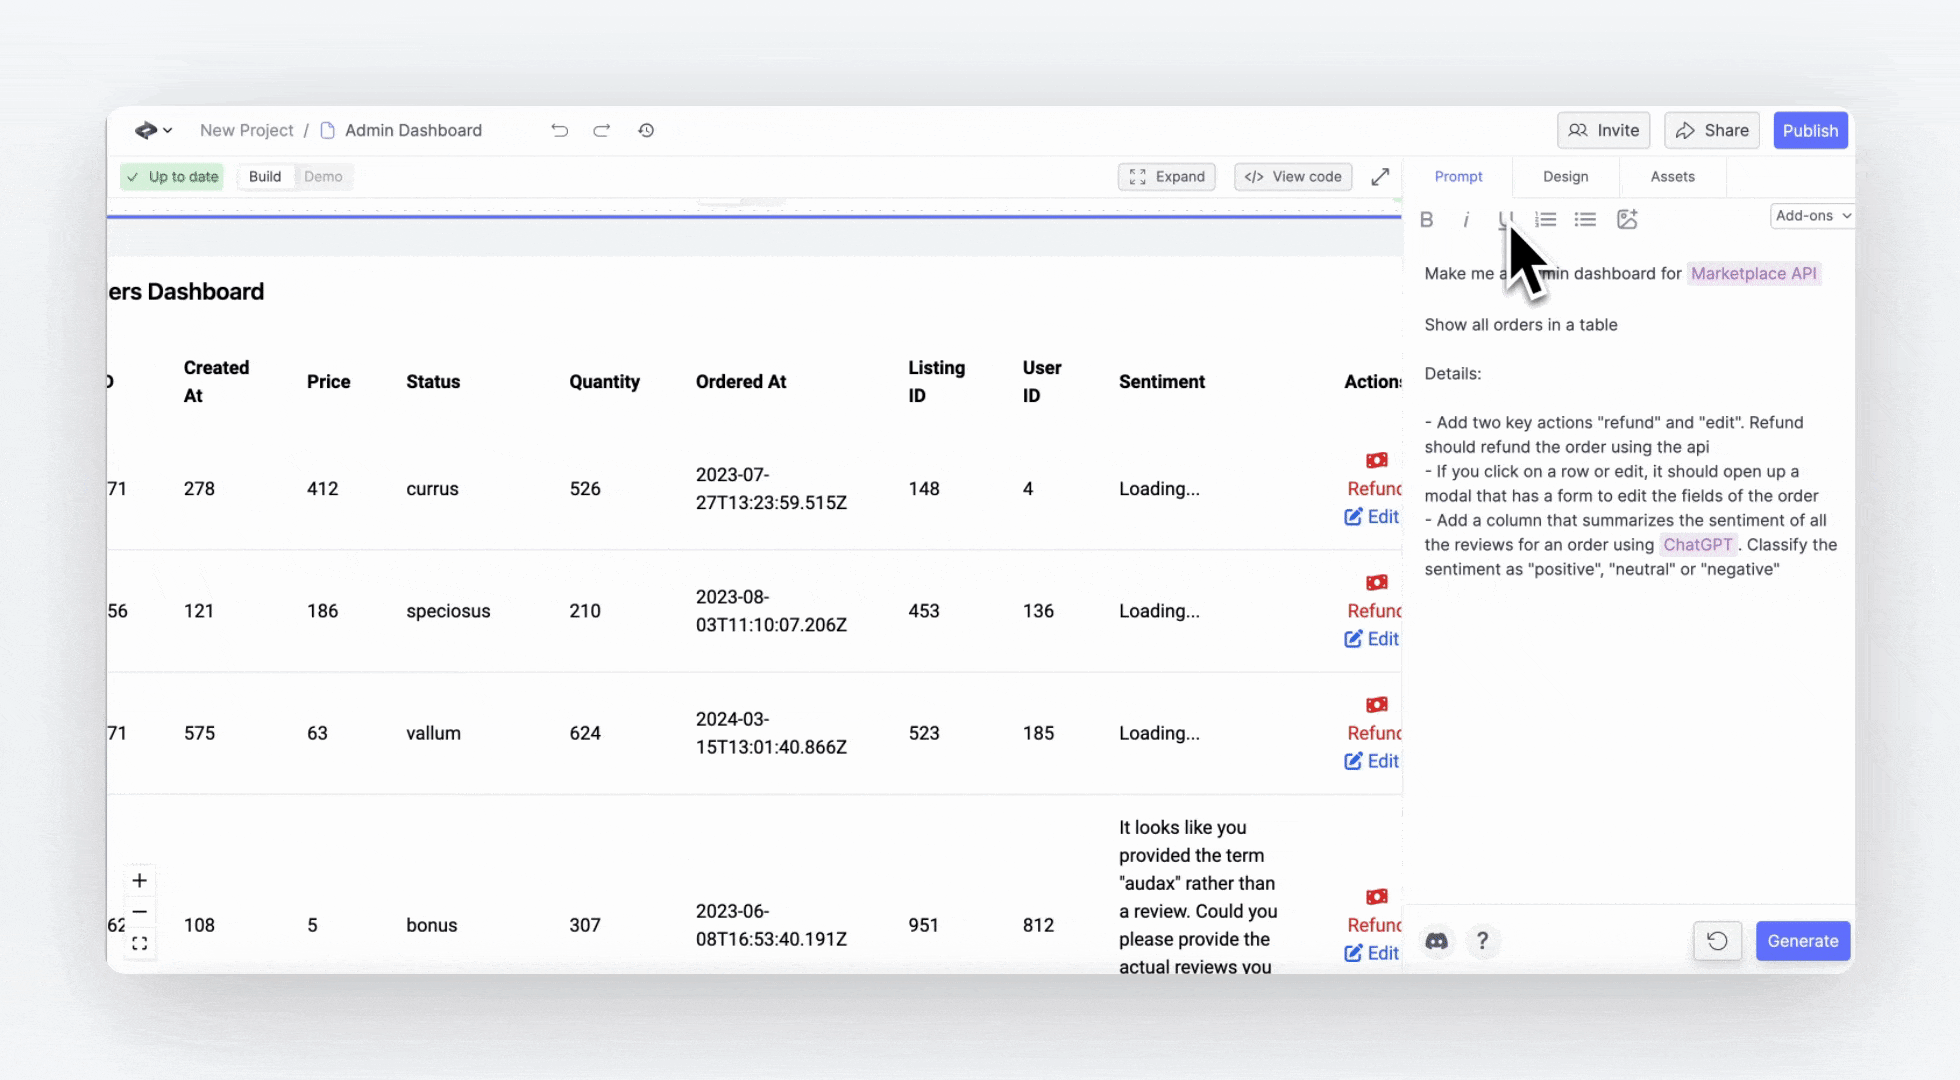 New Project / Admin Dashboard
Invite
Share
Publish
Up to date
Build
Demo
Expand
</> View code
Prompt
Design
Assets
B i U
Add-ons
ers Dashboard
Created At
Price
Status
Quantity
Ordered At
Listing ID
User ID
Sentiment
Action
71 278 412 currus 526 2023-07-27T13:23:59.515Z 148 4 Loading...
Refun
Edit
56 121 186 speciosus 210 2023-08-03T11:10:07.206Z 453 136 Loading...
Refun
Edit
71 575 63 vallum 624 2024-03-15T13:01:40.866Z 523 185 Loading...
Refun
Edit
62 108 5 bonus 307 2023-06-08T16:53:40.191Z 951 812
It looks like you
provided the term
"audax" rather than
a review. Could you
please provide the
actual reviews you
Refun
Edit
Make me a min dashboard for Marketplace API
Show all orders in a table
Details:
- Add two key actions "refund" and "edit". Refund
should refund the order using the api
- If you click on a row or edit, it should open up a
modal that has a form to edit the fields of the order
- Add a column that summarizes the sentiment of all
the reviews for an order using ChatGPT . Classify the
sentiment as "positive", "neutral" or "negative"
?
Generate